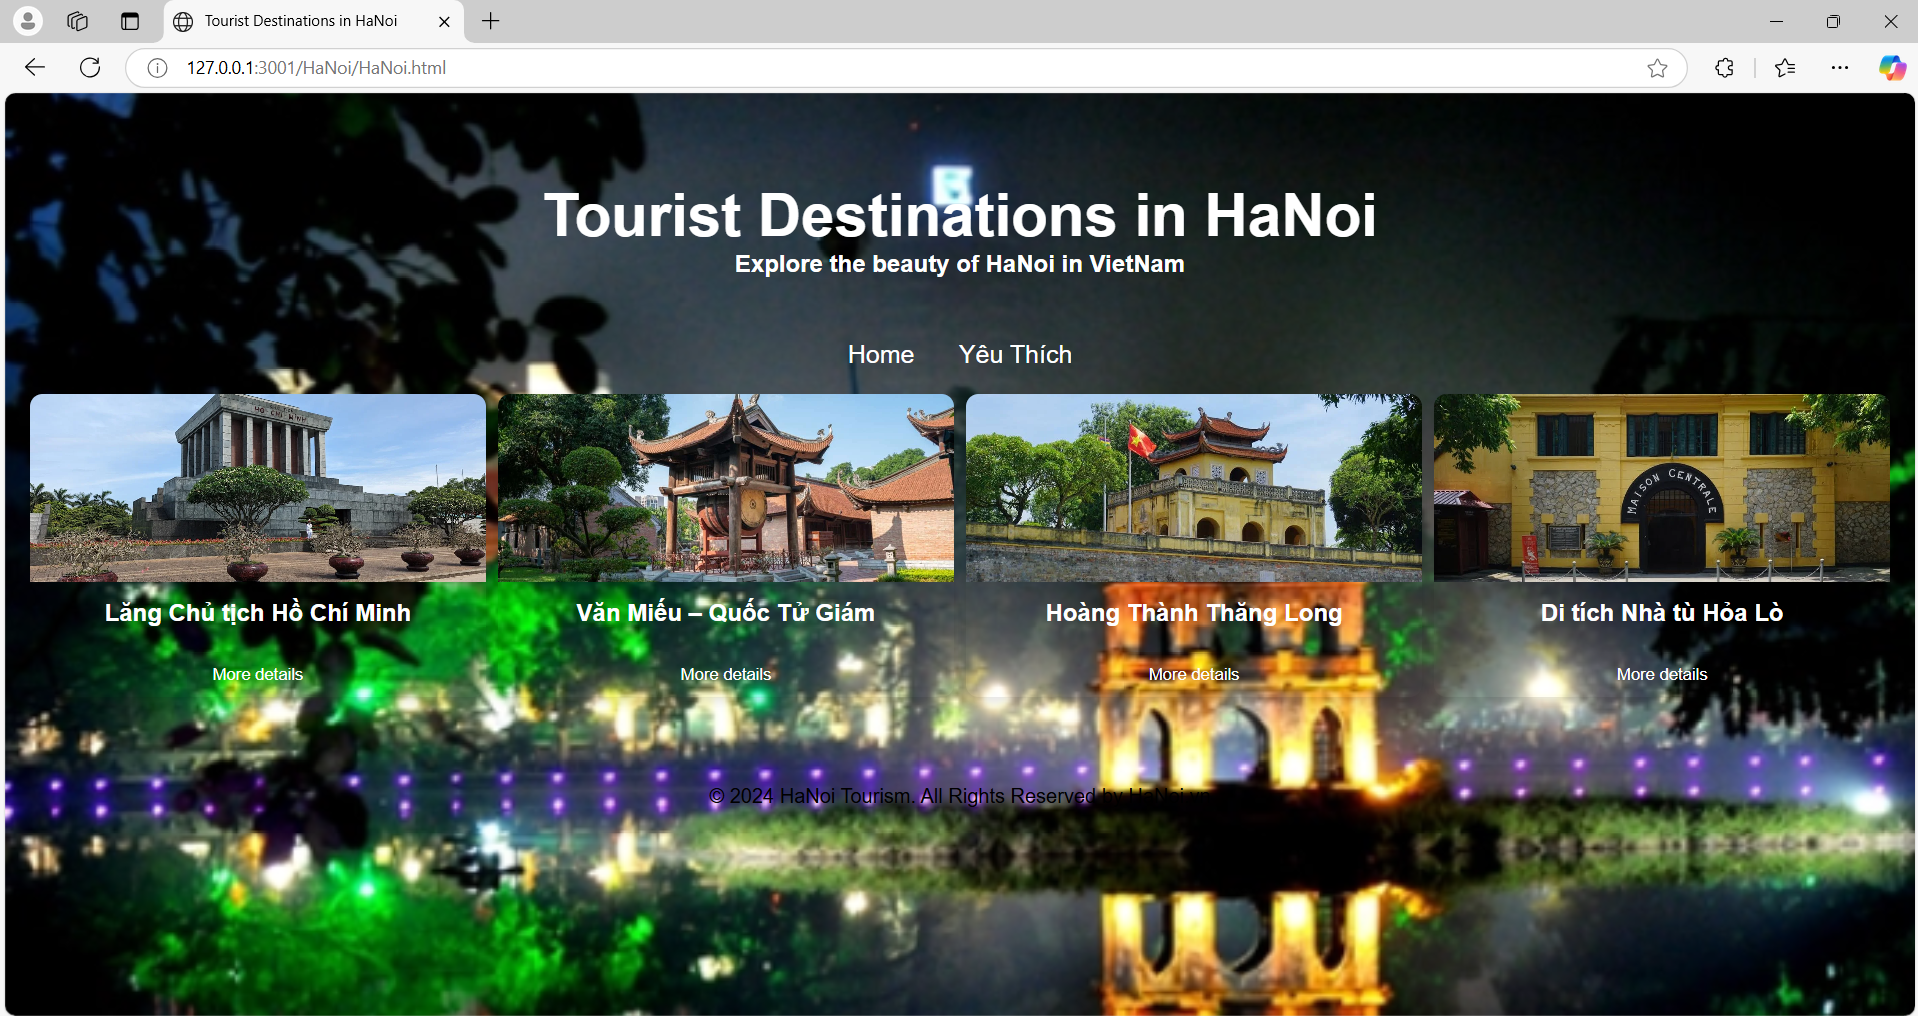 Tourist Destinations in HaNoi
127.0.0.1:3001/HaNoi/HaNoi.html
Tourist Destinations in HaNoi
Explore the beauty of HaNoi in VietNam
Home Yêu Thích
HO CHI MINH
MAISON CENTRALE
Lăng Chủ tịch Hồ Chí Minh
Văn Miếu – Quốc Tử Giám
Hoàng Thành Thăng Long
Di tích Nhà tù Hỏa Lò
More details
More details
More details
More details
© 2024 HaNoi Tourism. All Rights Reserved by HaNoi.vn